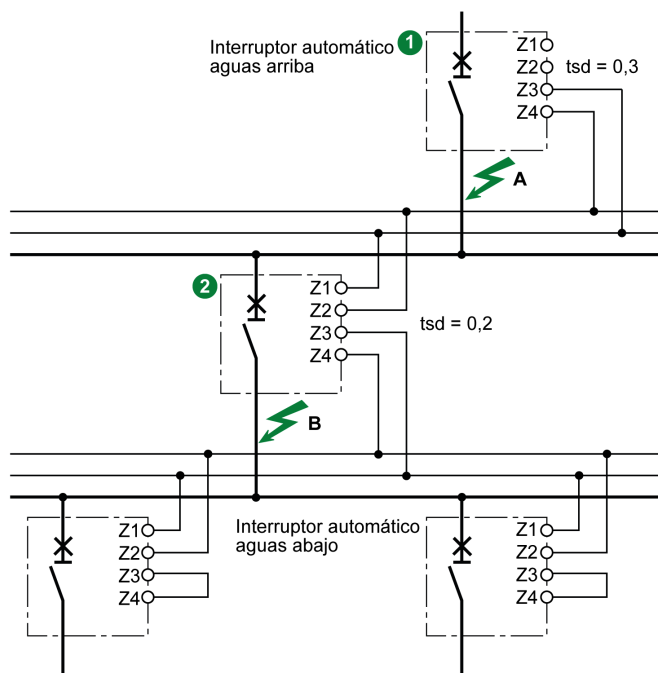 Interruptor automático 1
aguas arriba
Z1
Z2
Z3
Z4
tsd = 0,3
A
2
Z1
Z2
Z3
Z4
tsd = 0,2
B
Interruptor automático
aguas abajo
Z1
Z2
Z3
Z4
Z1
Z2
Z3
Z4